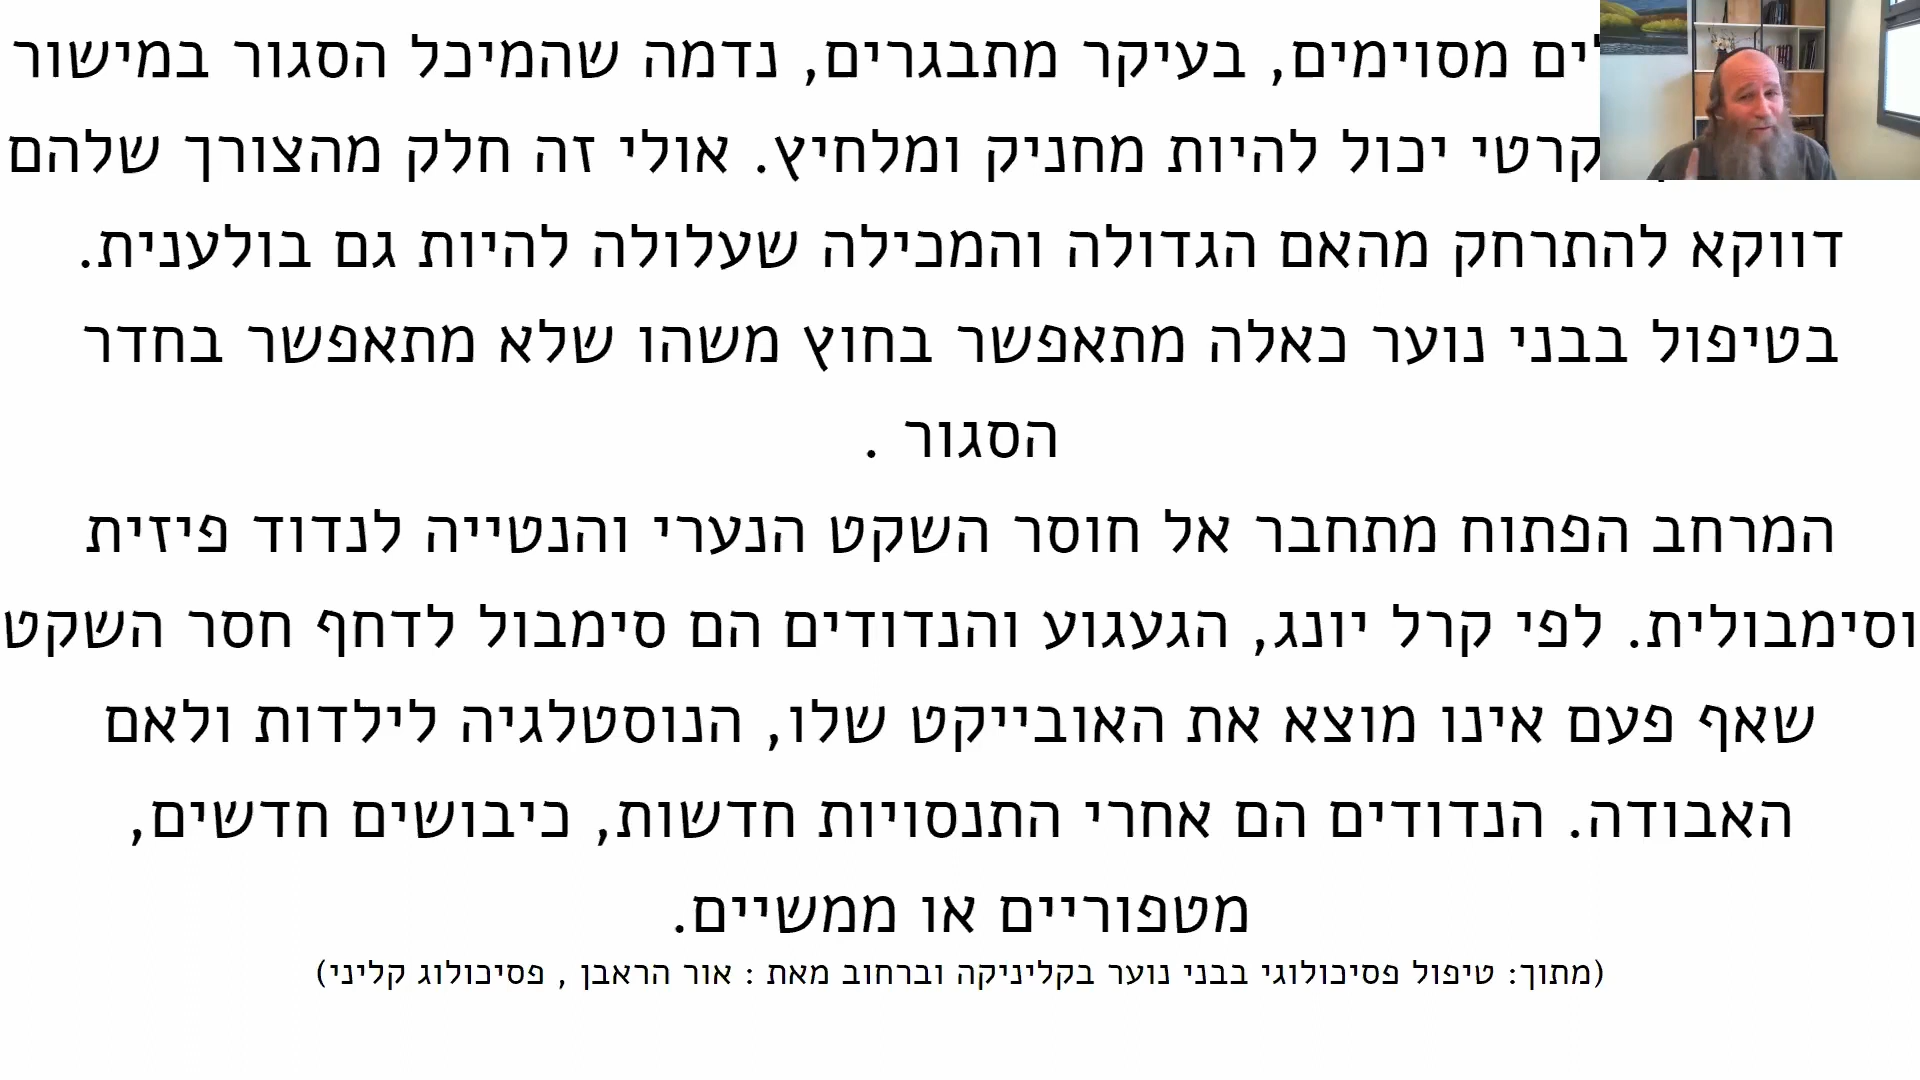 מסוימים, בעיקר מתבגרים, נדמה שהמיכל הסגור במישור
יכול להיות מחניק ומלחיץ. אולי זה חלק מהצורך שלהם
דווקא להתרחק מהאם הגדולה והמכילה שעלולה להיות גם בולענית.
בטיפול בבני נוער כאלה מתאפשר בחוץ משהו שלא מתאפשר בחדר
הסגור .
המרחב הפתוח מתחבר אל חוסר השקט הנערי והנטייה לנדוד פיזית
וסימבולית. לפי קרל יונג, הגעגוע והנדודים הם סימבול לדחף חסר השקט
שאף פעם אינו מוצא את האובייקט שלו, הנוסטלגיה לילדות ולאם
האבודה. הנדודים הם אחרי התנסויות חדשות, כיבושים חדשים,
מטפוריים או ממשיים.
(מתוך: טיפול פסיכולוגי בבני נוער בקליניקה וברחוב מאת : אור הראבן , פסיכולוג קליני)